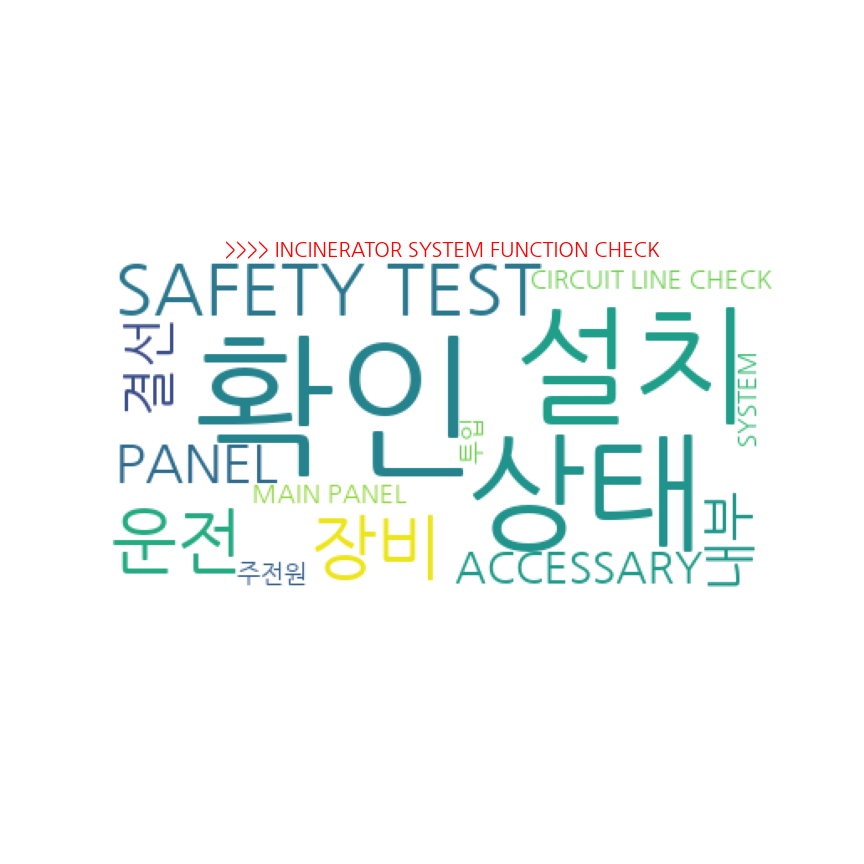 >>>> INCINERATOR SYSTEM FUNCTION CHECK
SAFETY TEST
CIRCUIT LINE CHECK
결선
확인
설치
SYSTEM
투입
PANEL
상태
MAIN PANEL
내부
운전
장비
주전원
ACCESSARY